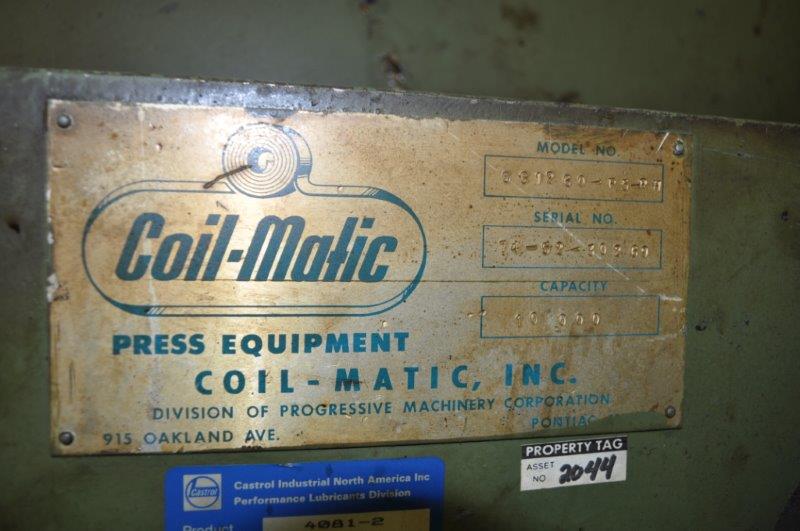 Coil-Matic
PRESS EQUIPMENT
COIL-MATIC, INC.
DIVISION OF PROGRESSIVE MACHINERY CORPORATION
915 OAKLAND AVE.
PONTIAC
MODEL NO.
SERIAL NO.
CAPACITY
10 000
PROPERTY TAG
ASSET
NO 2044
Castrol
Castrol Industrial North America Inc
Performance Lubricants Division
Product
4081-2